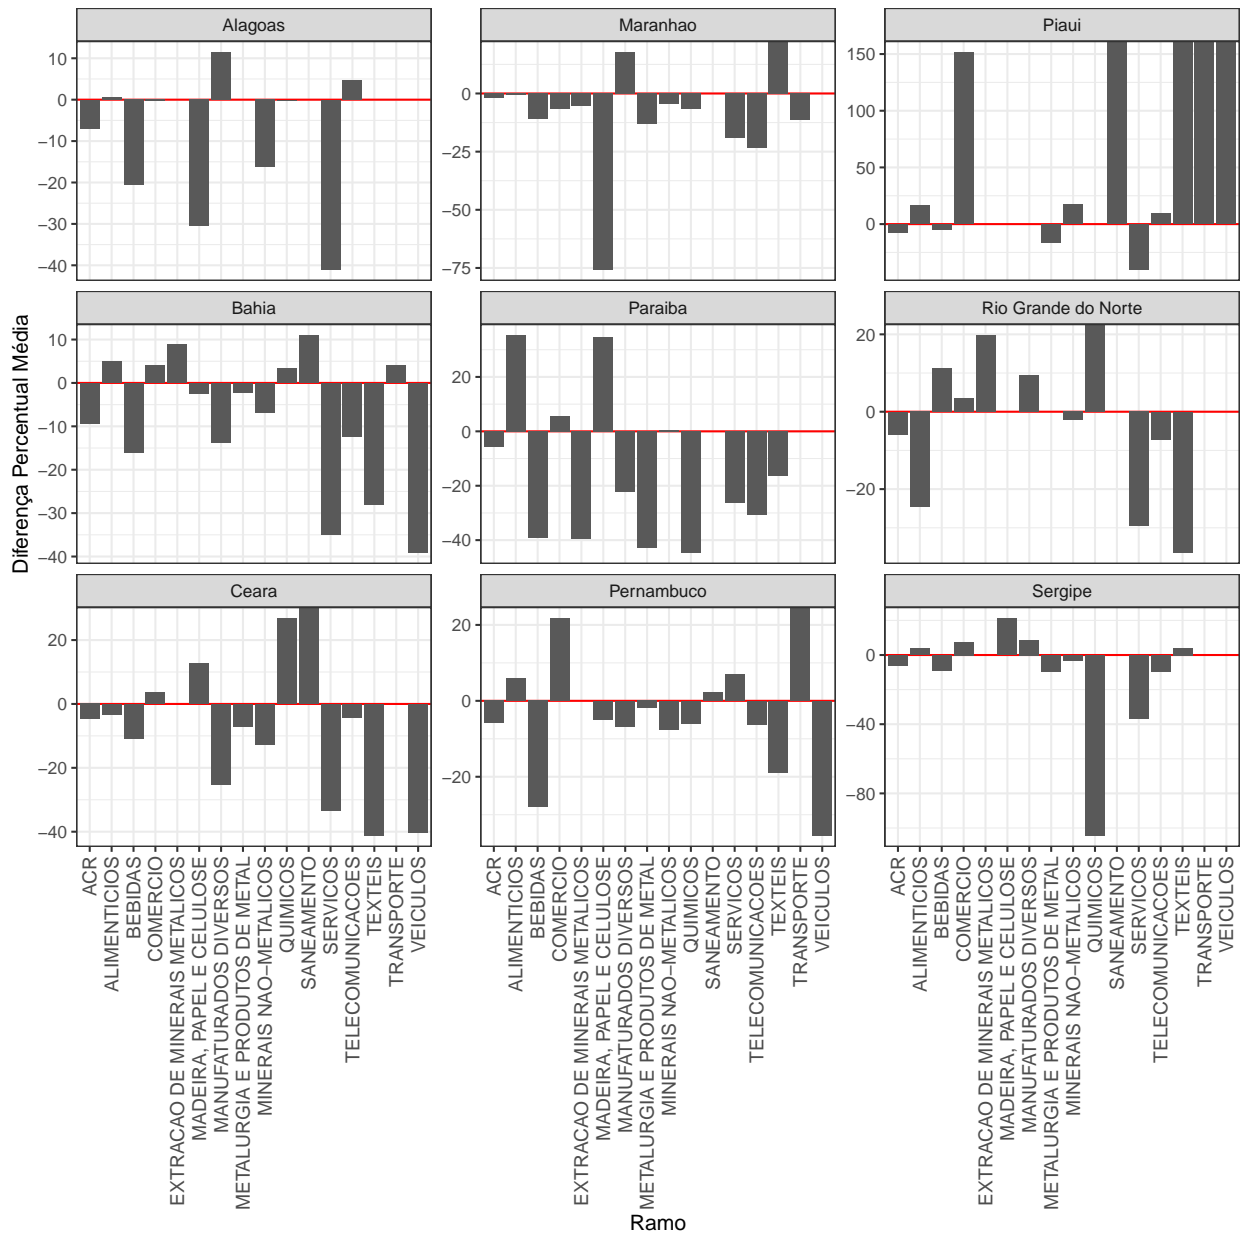 Alagoas
Maranhao
Piaui
10
0
−10
−20
−30
−40
0
−25
−50
−75
150
100
50
0
Bahia
Paraiba
Rio Grande do Norte
10
0
−10
−20
−30
−40
20
0
−20
−40
20
0
−20
Ceara
Pernambuco
Sergipe
20
0
−20
−40
20
0
−20
0
−40
−80
Diferença Percentual Média
ACR
ALIMENTICIOS
BEBIDAS
COMERCIO
EXTRACAO DE MINERAIS METALICOS
MADEIRA, PAPEL E CELULOSE
MANUFATURADOS DIVERSOS
METALURGIA E PRODUTOS DE METAL
MINERAIS NAO−METALICOS
QUIMICOS
SANEAMENTO
SERVICOS
TELECOMUNICACOES
TEXTEIS
TRANSPORTE
VEICULOS
ACR
ALIMENTICIOS
BEBIDAS
COMERCIO
EXTRACAO DE MINERAIS METALICOS
MADEIRA, PAPEL E CELULOSE
MANUFATURADOS DIVERSOS
METALURGIA E PRODUTOS DE METAL
MINERAIS NAO−METALICOS
QUIMICOS
SANEAMENTO
SERVICOS
TELECOMUNICACOES
TEXTEIS
TRANSPORTE
VEICULOS
ACR
ALIMENTICIOS
BEBIDAS
COMERCIO
EXTRACAO DE MINERAIS METALICOS
MADEIRA, PAPEL E CELULOSE
MANUFATURADOS DIVERSOS
METALURGIA E PRODUTOS DE METAL
MINERAIS NAO−METALICOS
QUIMICOS
SANEAMENTO
SERVICOS
TELECOMUNICACOES
TEXTEIS
TRANSPORTE
VEICULOS
Ramo